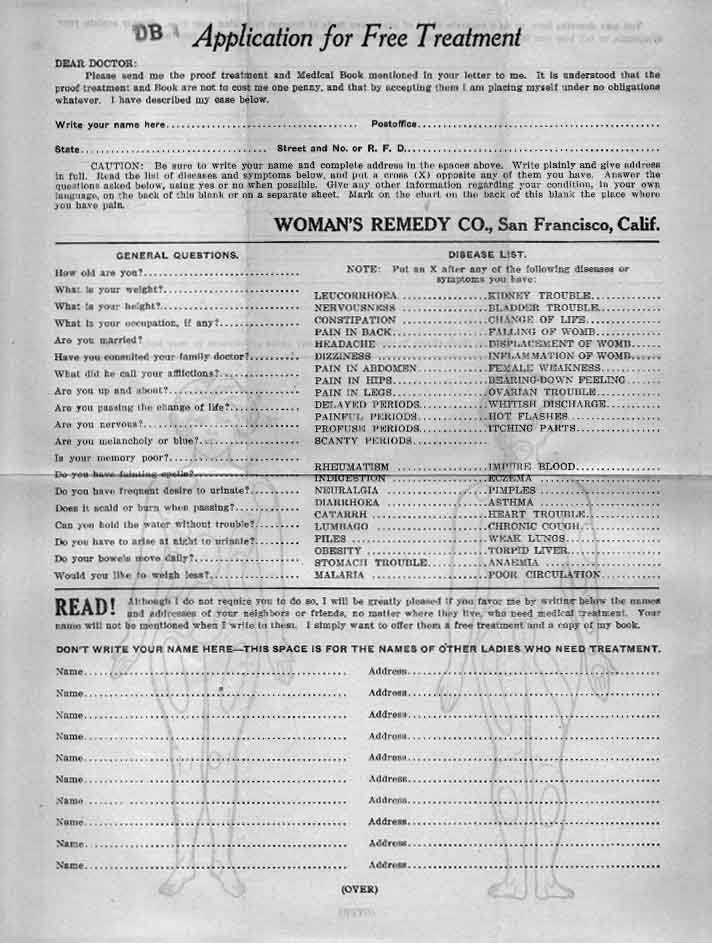 DB
Application for Free Treatment
DEAR DOCTOR:
Please send me the proof treatment and Medical Book mentioned in your letter to me. It is understood that the
proof treatment and Book are not to cost me one penny, and that by accepting them I am placing myself under no obligations
whatever. I have described my case below.
Write your name here.............................. Postoffice..............................
State.............................. Street and No. or R. F. D..............................
CAUTION: Be sure to write your name and complete address in the spaces above. Write plainly and give address
in full. Read the list of diseases and symptoms below, and put a cross (X) opposite any of them you have. Answer the
questions asked below, using yes or no when possible. Give any other information regarding your condition, in your own
language, on the back of this blank or on a separate sheet. Mark on the chart on the back of this blank the place where
you have pain.
WOMAN'S REMEDY CO., San Francisco, Calif.
GENERAL QUESTIONS.
How old are you?..............................
What is your weight?..............................
What is your height?..............................
What is your occupation, if any?....................
Are you married?
Have you consulted your family doctor?..........
What did he call your afflictions?....................
Are you up and about?..............................
Are you passing the change of life?....................
Are you nervous?..............................
Are you melancholy or blue?....................
Is your memory poor?..............................
Do you have fainting spells?....................
Do you have frequent desire to urinate?..........
Does it scald or burn when passing?..........
Can you hold the water without trouble?..........
Do you have to arise at night to urinate?..........
Do your bowels move daily?....................
Would you like to weigh less?....................
DISEASE LIST.
NOTE: Put an X after any of the following diseases or
symptoms you have:
LEUCORRHOEA ....................KIDNEY TROUBLE..............
NERVOUSNESS ....................BLADDER TROUBLE..............
CONSTIPATION ....................CHANGE OF LIFE..............
PAIN IN BACK....................FALLING OF WOMB..............
HEADACHE ....................DISPLACEMENT OF WOMB......
DIZZINESS ....................INFLAMMATION OF WOMB......
PAIN IN ABDOMEN..............FEMALE WEAKNESS..............
PAIN IN HIPS....................BEARING-DOWN FEELING........
PAIN IN LEGS....................OVARIAN TROUBLE..............
DELAYED PERIODS..............WHITISH DISCHARGE............
PAINFUL PERIODS..............HOT FLASHES..............
PROFUSE PERIODS..............ITCHING PARTS..............
SCANTY PERIODS..............
RHEUMATISM ....................IMPURE BLOOD..............
INDIGESTION ....................ECZEMA ..............
NEURALGIA ....................PIMPLES ..............
DIARRHOEA ....................ASTHMA ..............
CATARRH ....................HEART TROUBLE..............
LUMBAGO ....................CHRONIC COUGH..............
PILES ....................WEAK LUNGS..............
OBESITY ....................TORPID LIVER..............
STOMACH TROUBLE..............ANAEMIA ..............
MALARIA ....................POOR CIRCULATION..............
READ! Although I do not require you to do so, I will be greatly pleased if you favor me by writing below the names
and addresses of your neighbors or friends, no matter where they live, who need medical treatment. Your
name will not be mentioned when I write to them. I simply want to offer them a free treatment and a copy of my book.
DON'T WRITE YOUR NAME HERE—THIS SPACE IS FOR THE NAMES OF OTHER LADIES WHO NEED TREATMENT.
Name.............................. Address..............................
Name.............................. Address..............................
Name.............................. Address..............................
Name.............................. Address..............................
Name.............................. Address..............................
Name.............................. Address..............................
Name.............................. Address..............................
Name.............................. Address..............................
Name.............................. Address..............................
Name.............................. Address..............................
(OVER)